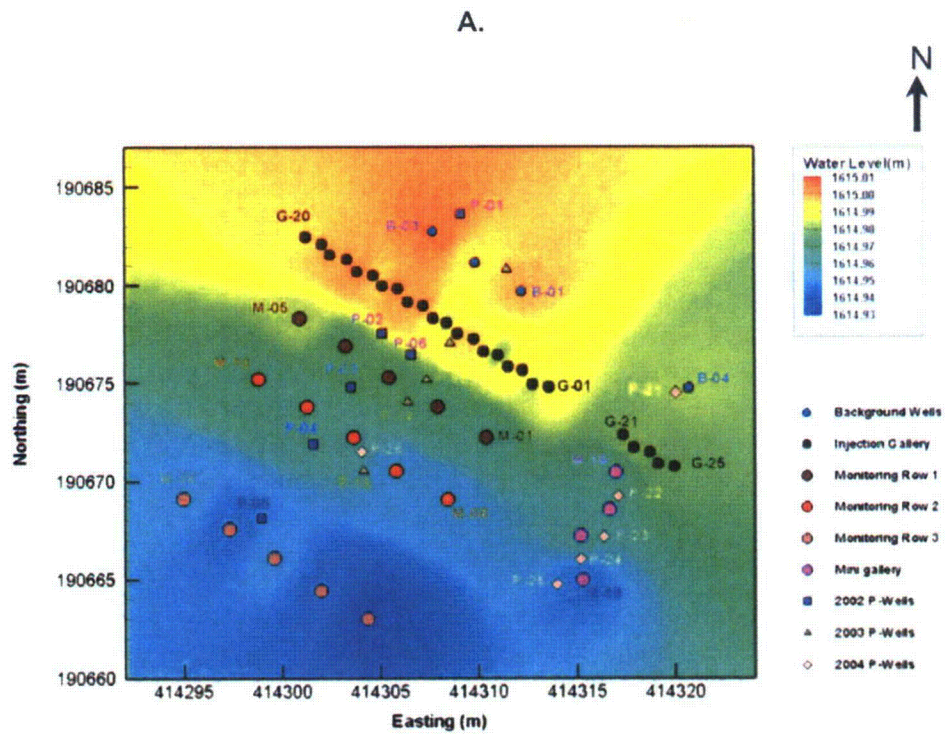 A.
N
190685
190680
190675
190670
190665
190660
Northing (m)
414295
414300
414305
414310
414315
414320
Easting (m)
G-20
P-01
B-03
B-01
M-05
P-02
P-06
G-01
B-04
G-21
M-01
G-25
Water Level(m)
1615.01
1615.00
1614.99
1614.98
1614.97
1614.96
1614.95
1614.94
1614.93
Background Wells
Injection Gallery
Monitoring Row 1
Monitoring Row 2
Monitoring Row 3
Mini gallery
2002 P-Wells
2003 P-Wells
2004 P-Wells